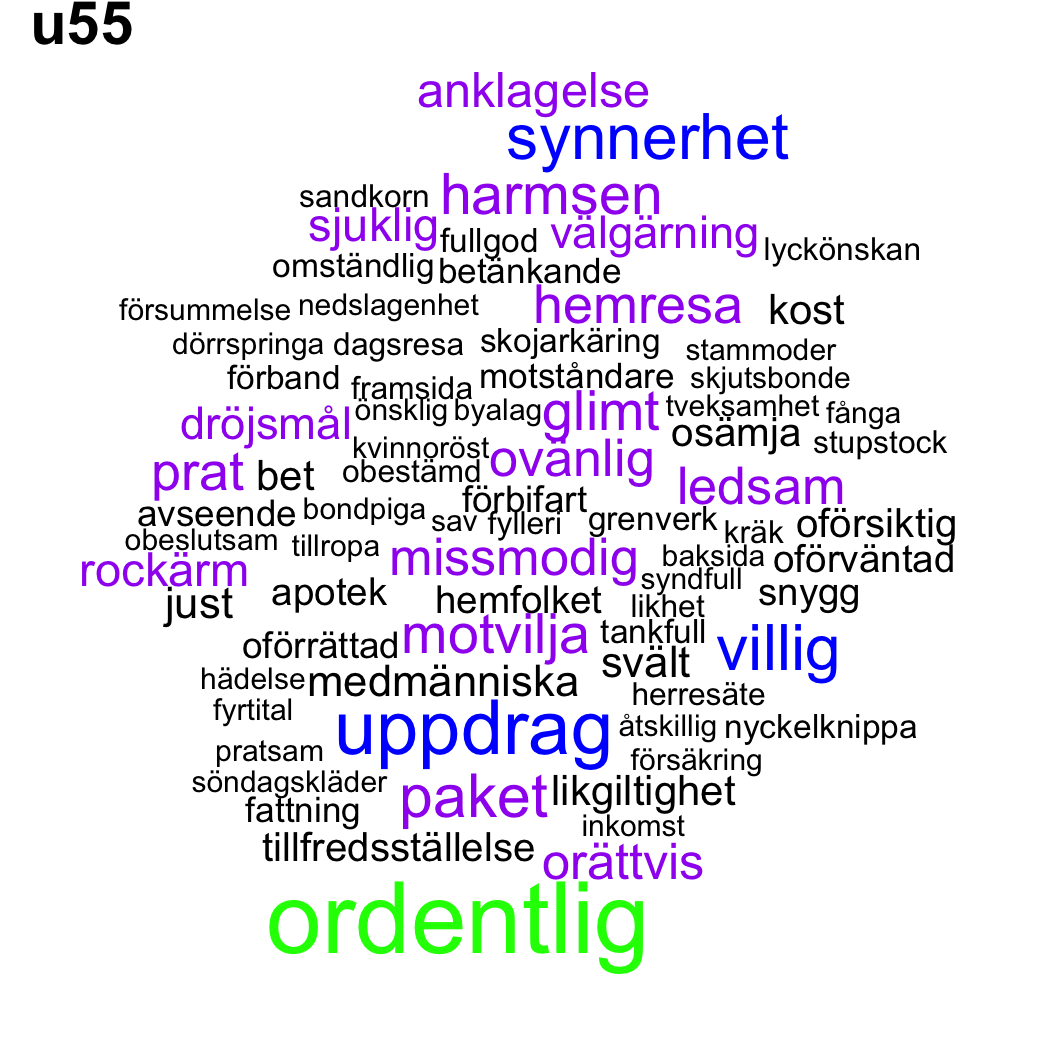 u55
anklagelse
synnerhet
sandkorn harmsen
sjuklig fullgod välgärning lyckönskan
omständlig betänkande
försummelse nedslagenhet hemresa kost
dörrspringa dagsresa skojarkäring stammoder
förband framsida motståndare skjutsbonde
dröjsmål önsklig byalag glimt tveksamhet fånga
kvinnoröst osämja stupstock
prat bet obestämd ovänlig ledsam
avseende bondpiga förbifart
sav fylleri grenverk kräk oförsiktig
obeslutsam tillropa missmodig baksida oförväntad
rockärm syndfull
just apotek hemfolket likhet snygg
oförrättad motvilja tankfull villig
hädelse medmänniska svält
fyrtital herresäte
uppdrag åtskillig nyckelknippa
pratsam försäkring
söndagskläder paket likgiltighet
fattning inkomst
tillfredsställelse orättvis
ordentlig